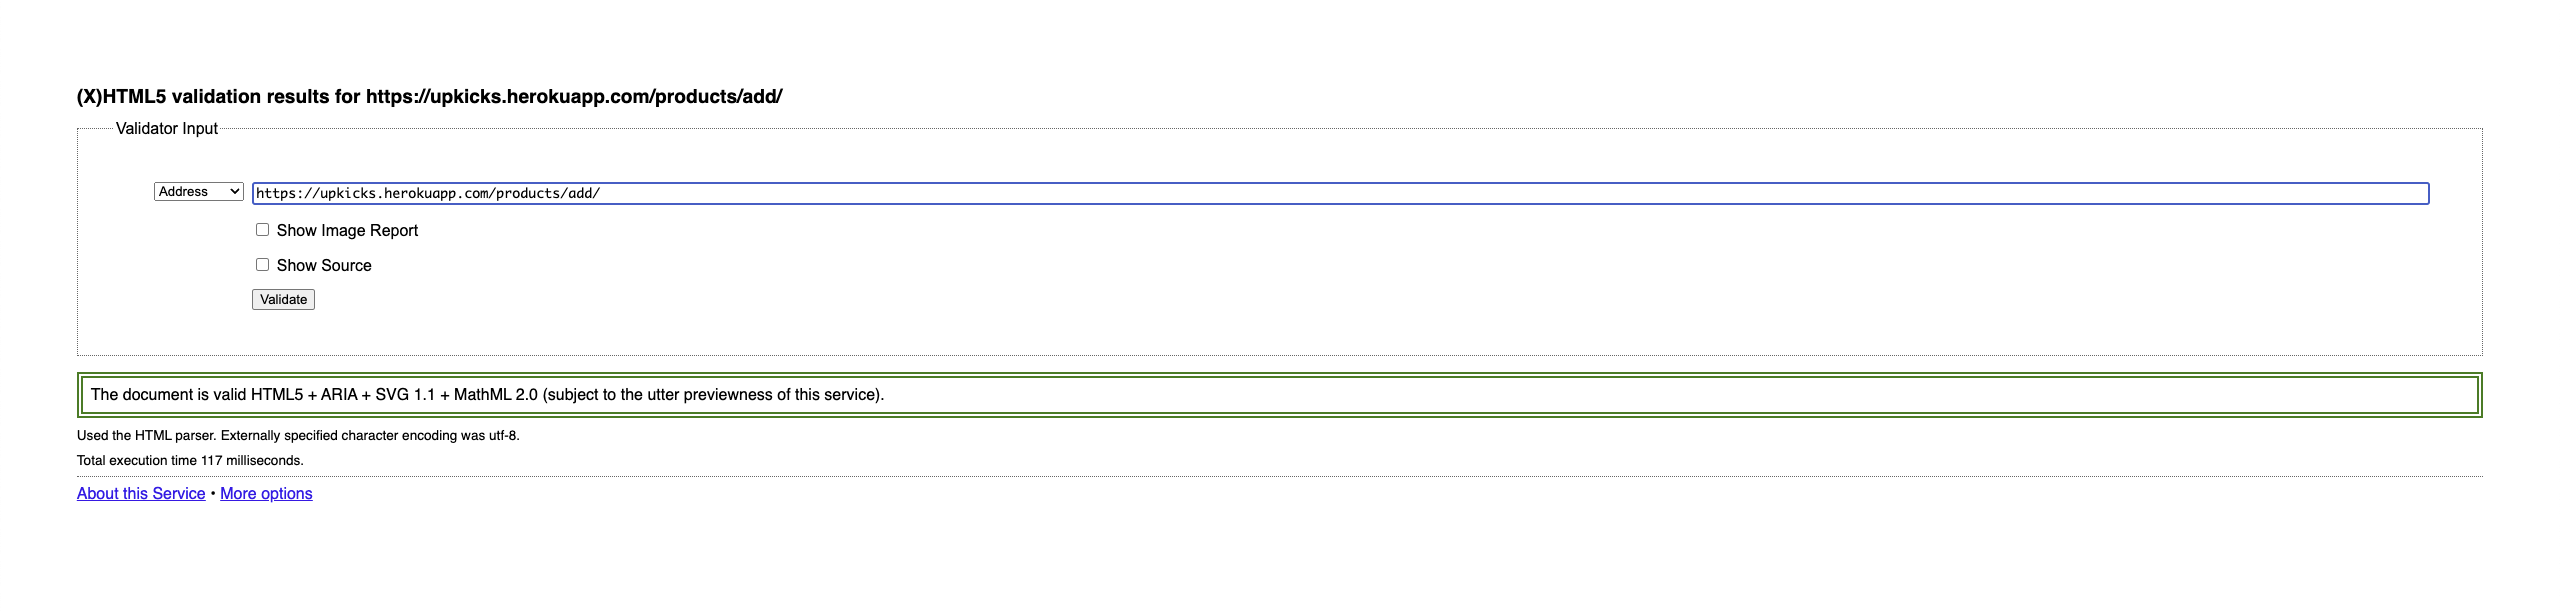 (X)HTML5 validation results for https://upkicks.herokuapp.com/products/add/
Validator Input
Address https://upkicks.herokuapp.com/products/add/
Show Image Report
Show Source
Validate
The document is valid HTML5 + ARIA + SVG 1.1 + MathML 2.0 (subject to the utter previewness of this service).
Used the HTML parser. Externally specified character encoding was utf-8.
Total execution time 117 milliseconds.
About this Service • More options